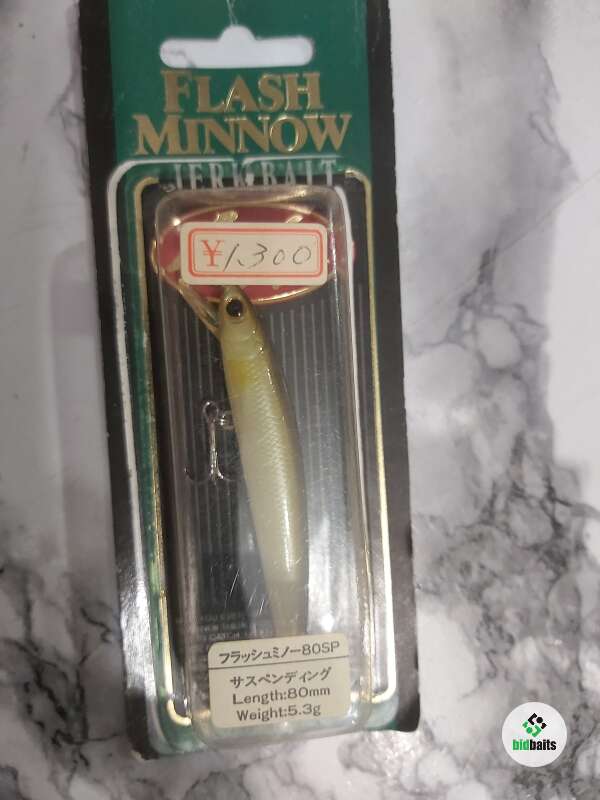 FLASH
MINNOW
JERKBAIT
¥1,300
フラッシュミノー80SP
サスペンディング
Length:80mm
Weight:5.3g
bidbaits